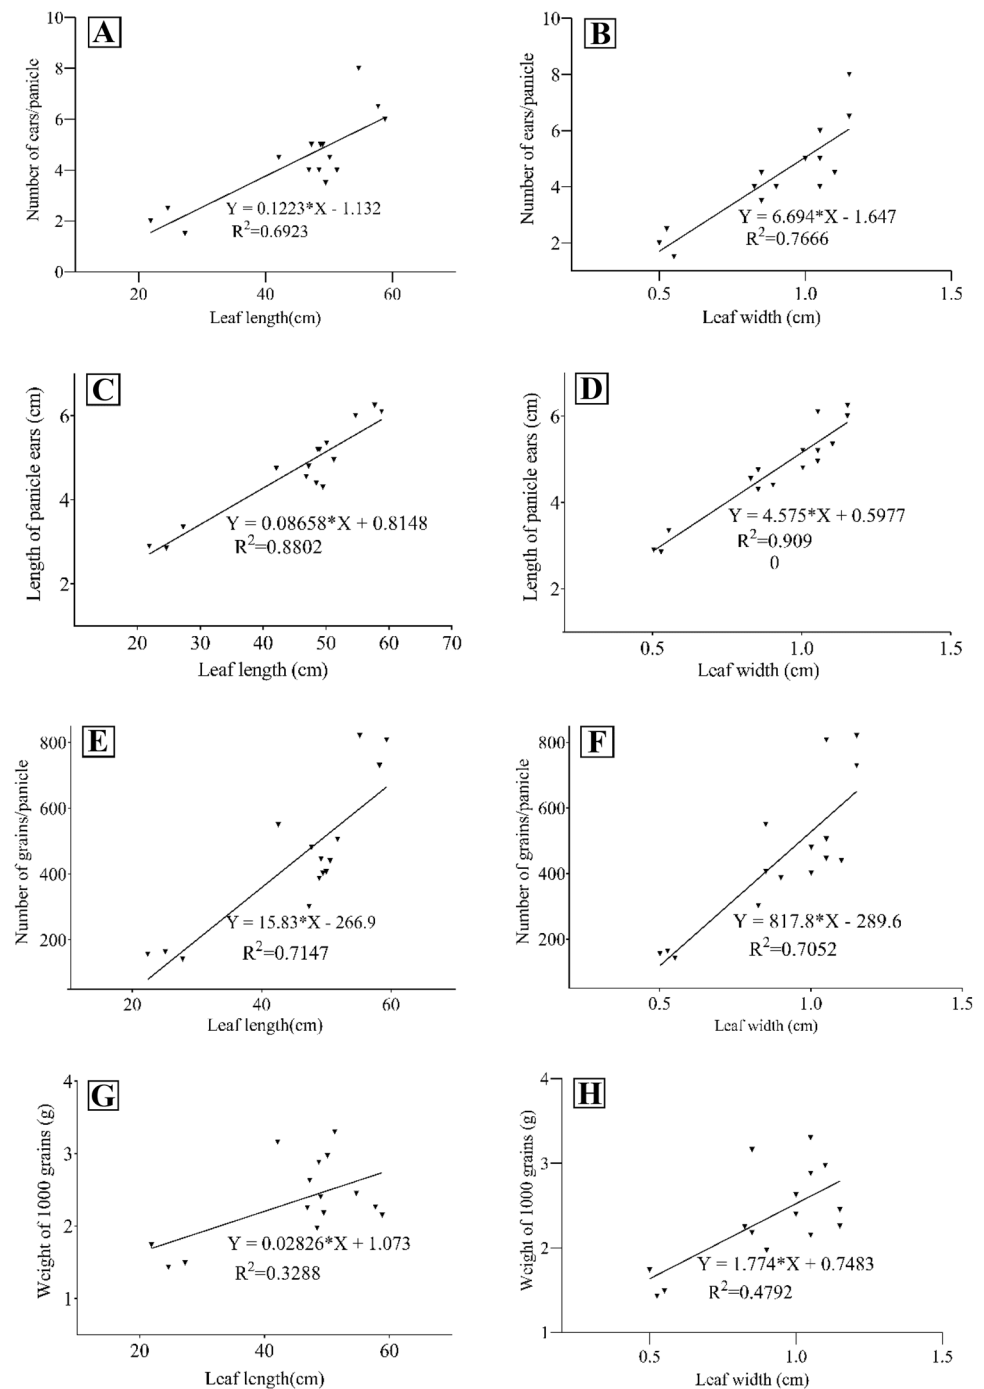 A
10
8
6
4
2
0
Number of ears/panicle
Y = 0.1223*X - 1.132
R²=0.6923
20 40 60
Leaf length(cm)
B
10
8
6
4
2
Number of ears/panicle
Y = 6.694*X - 1.647
R²=0.7666
0.5 1.0 1.5
Leaf width (cm)
C
6
4
2
Length of panicle ears (cm)
Y = 0.08658*X + 0.8148
R²=0.8802
20 30 40 50 60 70
Leaf length (cm)
D
6
4
2
Length of panicle ears (cm)
Y = 4.575*X + 0.5977
R²=0.909
0
0.5 1.0 1.5
Leaf width (cm)
E
800
600
400
200
Number of grains/panicle
Y = 15.83*X - 266.9
R²=0.7147
20 40 60
Leaf length(cm)
F
800
600
400
200
Number of grains/panicle
Y = 817.8*X - 289.6
R²=0.7052
0.5 1.0 1.5
Leaf width (cm)
G
4
3
2
1
Weight of 1000 grains (g)
Y = 0.02826*X + 1.073
R²=0.3288
20 40 60
Leaf length (cm)
H
4
3
2
1
Weight of 1000 grains (g)
Y = 1.774*X + 0.7483
R²=0.4792
0.5 1.0 1.5
Leaf width (cm)